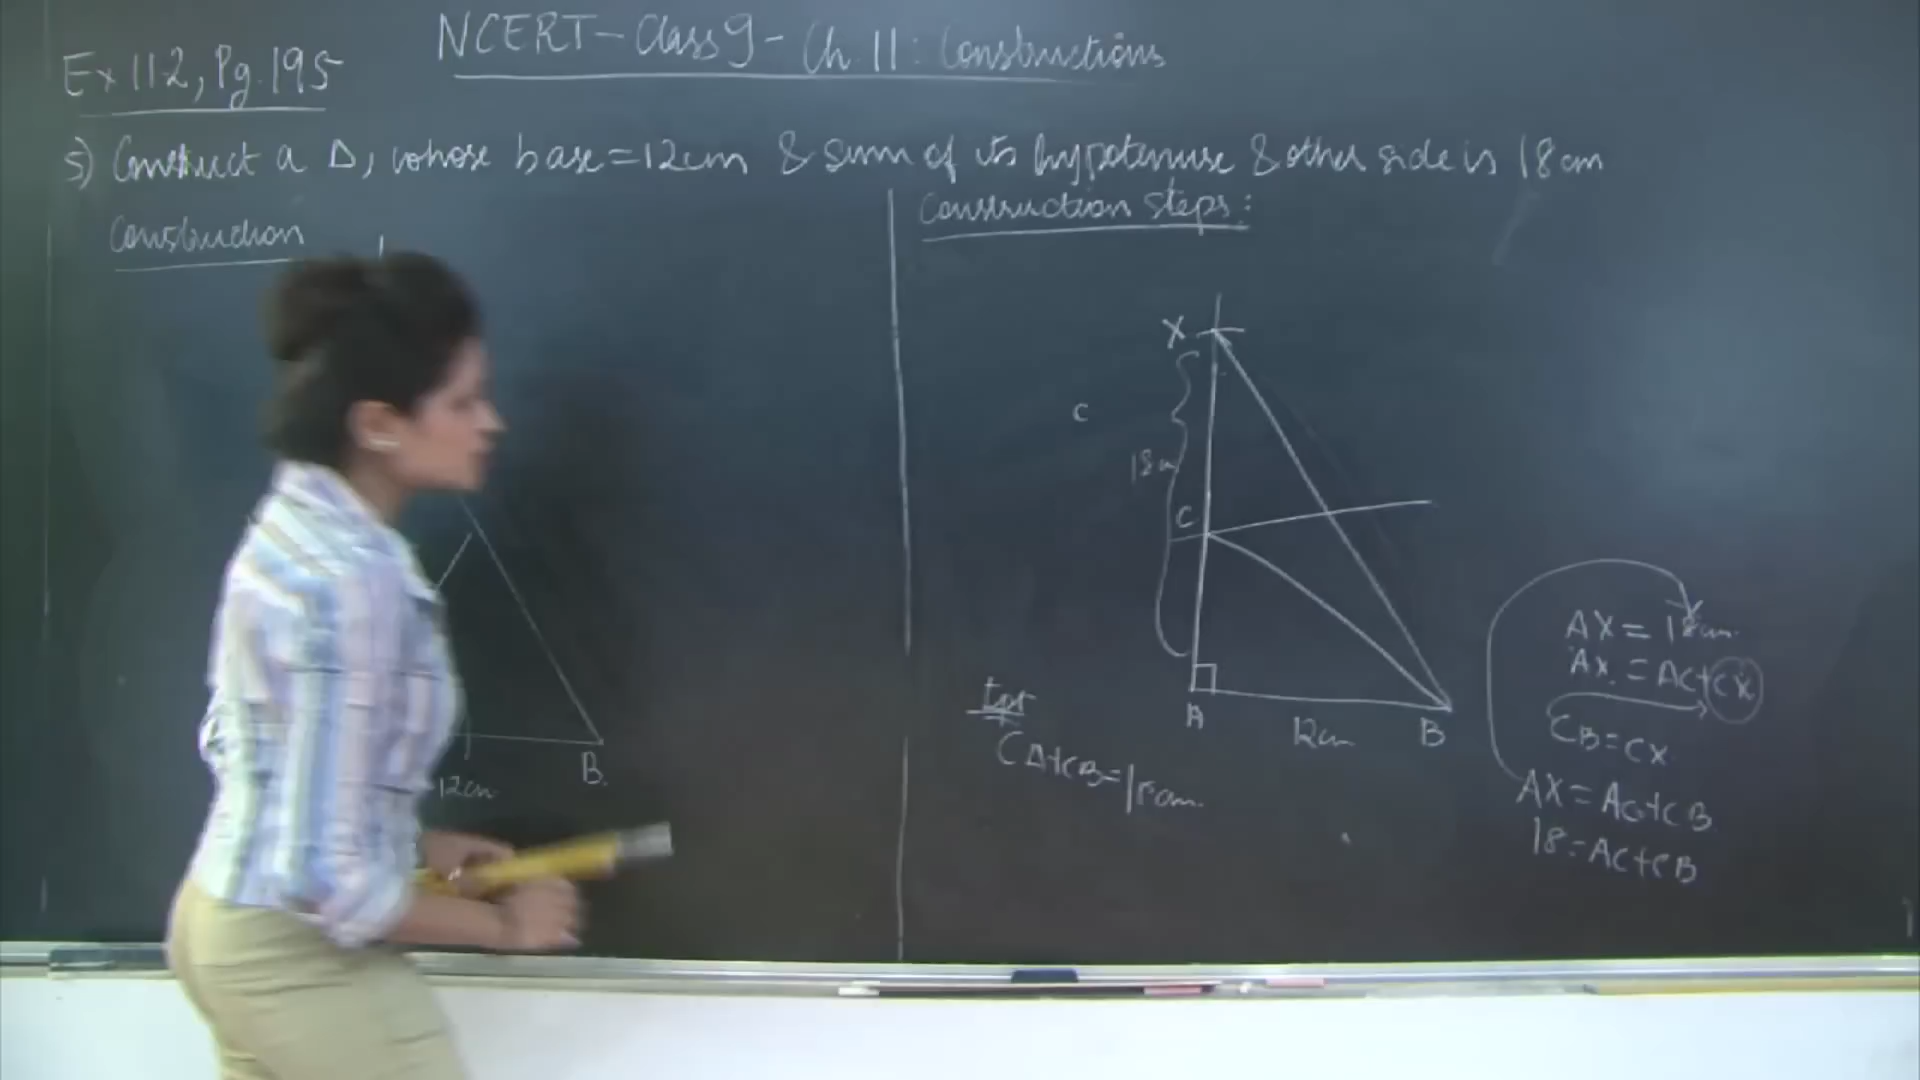 NCERT - Class 9 - Ch. 11 : Constructions
Ex 11.2, Pg. 195
5) Construct a Δ, whose base = 12cm & sum of its hypotenuse & other side is 18cm
Construction
Construction steps:
X
C
18
C
A
12cm
B
12cm
B.
CA+CB=18cm.
AX = 18cm.
AX = AC+CX
CB=CX
AX = AC+CB
18=AC+CB